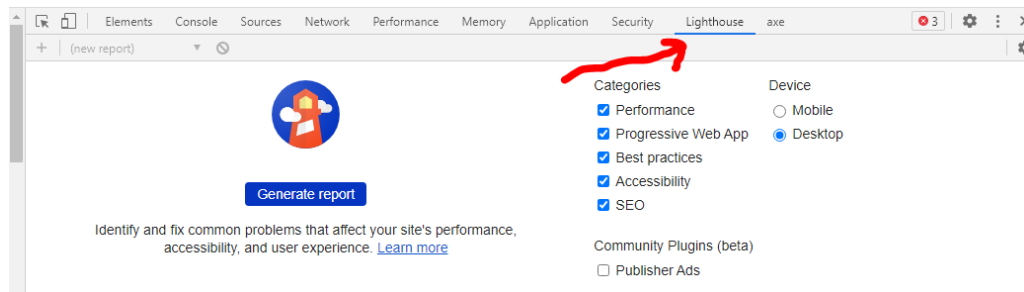 Elements Console Sources Network Performance Memory Application Security Lighthouse axe 3
+ (new report)
Categories Device
Performance Mobile
Progressive Web App Desktop
Best practices
Generate report Accessibility
SEO
Identify and fix common problems that affect your site's performance,
accessibility, and user experience. Learn more
Community Plugins (beta)
Publisher Ads